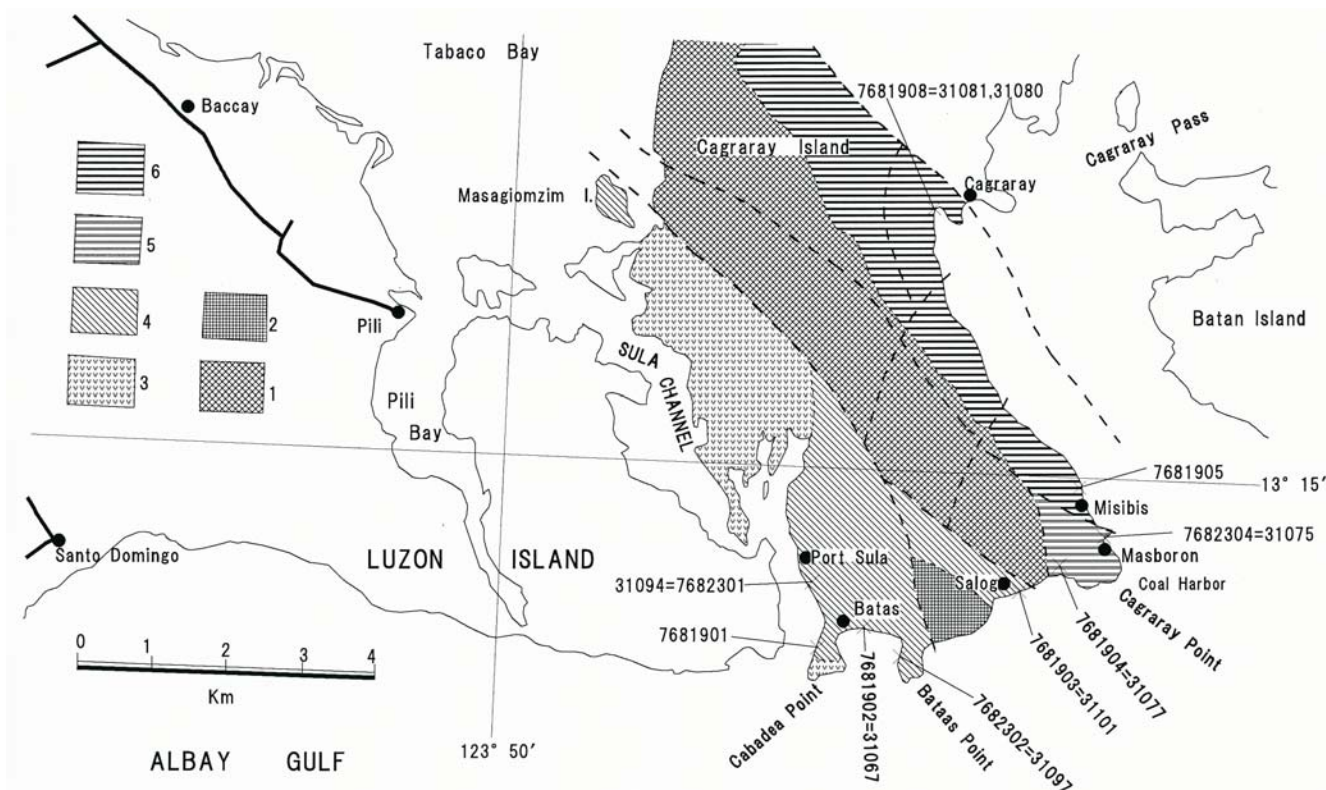 Tabaco Bay
Baccay
7681908=31081,31080
Cagraray Pass
Cagraray Island
Cagraray
Masagiomzim I.
6
5
4
2
3
1
Pili
Batan Island
SULA CHANNEL
Pili
Bay
7681905
13° 15′
Misibis
7682304=31075
Masboron
Coal Harbor
Cagraray Point
Santo Domingo
LUZON ISLAND
Port Sula
31094=7682301
Salog
Batas
7681901
7681904=31077
7681903=31101
7682302=31097
7681902=31067
Bataas Point
Cabadea Point
0 1 2 3 4
Km
123° 50′
ALBAY GULF